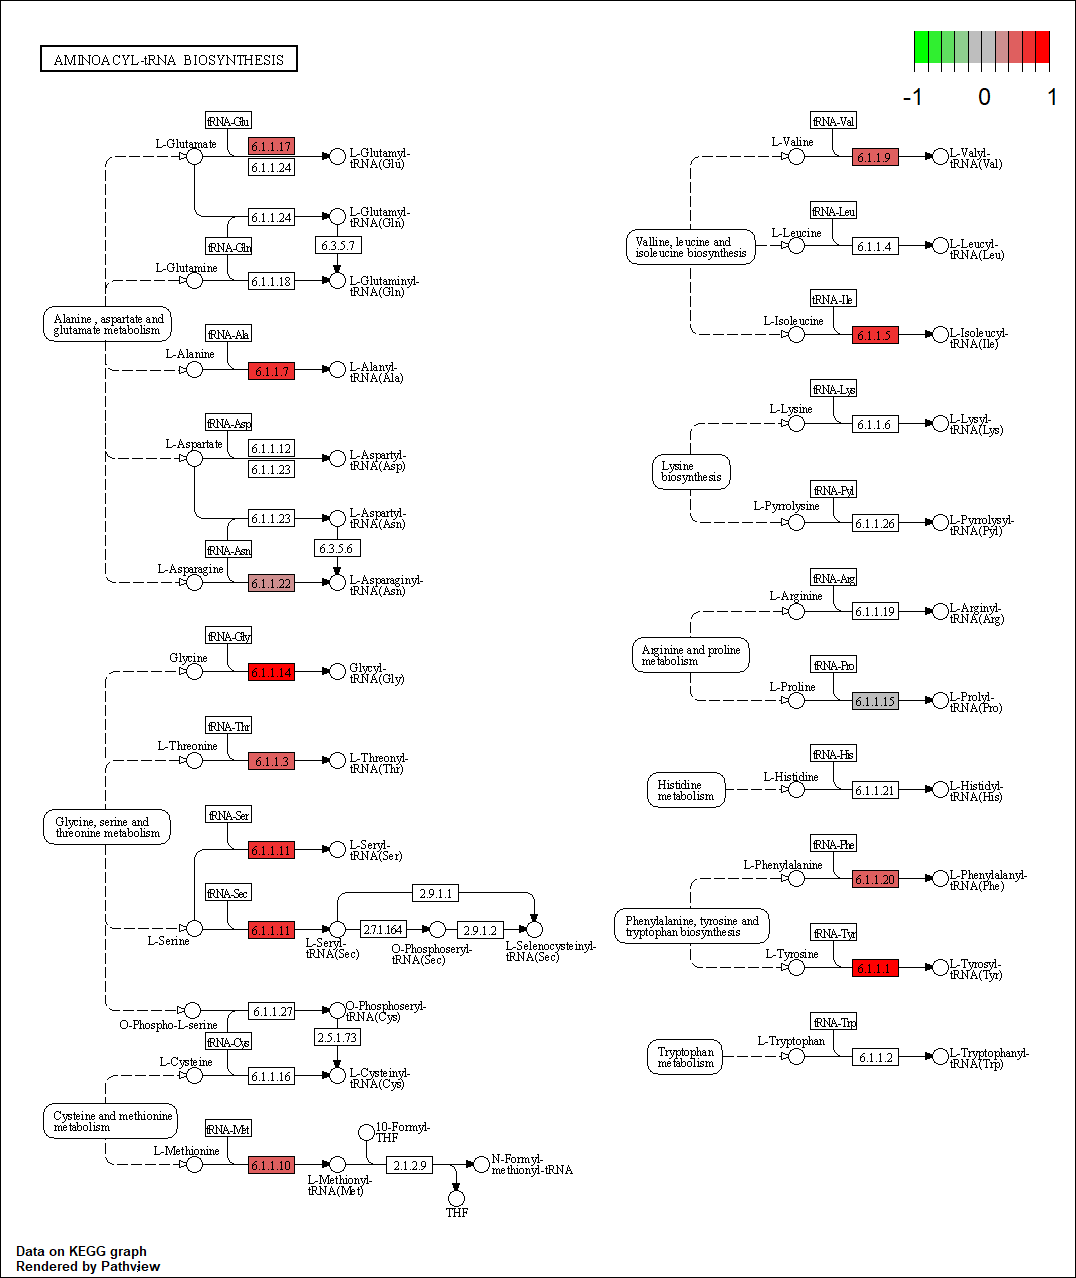 AMINOACYL-tRNA BIOSYNTHESIS
-1
0
1
tRNA-Glu
L-Glutamate
6.1.1.17
6.1.1.24
L-Glutamyl-
tRNA(Glu)
6.1.1.24
L-Glutamyl-
tRNA(Gln)
tRNA-Gln
6.3.5.7
L-Glutamine
6.1.1.18
L-Glutaminyl-
tRNA(Gln)
Alanine, aspartate and
glutamate metabolism
tRNA-Ala
L-Alanine
6.1.1.7
L-Alanyl-
tRNA(Ala)
tRNA-Asp
L-Aspartate
6.1.1.12
6.1.1.23
L-Aspartyl-
tRNA(Asp)
6.1.1.23
L-Aspartyl-
tRNA(Asn)
tRNA-Asn
6.3.5.6
L-Asparagine
6.1.1.22
L-Asparaginyl-
tRNA(Asn)
tRNA-Gly
Glycine
6.1.1.14
Glycyl-
tRNA(Gly)
tRNA-Thr
L-Threonine
6.1.1.3
L-Threonyl-
tRNA(Thr)
Glycine, serine and
threonine metabolism
tRNA-Ser
6.1.1.11
L-Seryl-
tRNA(Ser)
tRNA-Sec
L-Serine
6.1.1.11
L-Seryl-
tRNA(Sec)
2.9.1.1
2.7.1.164
O-Phosphoseryl-
tRNA(Sec)
2.9.1.2
L-Selenocysteinyl-
tRNA(Sec)
O-Phospho-L-serine
6.1.1.27
O-Phosphoseryl-
tRNA(Cys)
tRNA-Cys
2.5.1.73
L-Cysteine
6.1.1.16
L-Cysteinyl-
tRNA(Cys)
Cysteine and methionine
metabolism
tRNA-Met
L-Methionine
6.1.1.10
L-Methionyl-
tRNA(Met)
10-Formyl-
THF
2.1.2.9
N-Formyl-
methionyl-tRNA
THF
tRNA-Val
L-Valine
6.1.1.9
L-Valyl-
tRNA(Val)
tRNA-Leu
L-Leucine
6.1.1.4
L-Leucyl-
tRNA(Leu)
Valline, leucine and
isoleucine biosynthesis
tRNA-Ile
L-Isoleucine
6.1.1.5
L-Isoleucyl-
tRNA(Ile)
tRNA-Lys
L-Lysine
6.1.1.6
L-Lysyl-
tRNA(Lys)
Lysine
biosynthesis
tRNA-Pyl
L-Pyrrolysine
6.1.1.26
L-Pyrrolysyl-
tRNA(Pyl)
tRNA-Arg
L-Arginine
6.1.1.19
L-Arginyl-
tRNA(Arg)
Arginine and proline
metabolism
tRNA-Pro
L-Proline
6.1.1.15
L-Prolyl-
tRNA(Pro)
tRNA-His
Histidine
metabolism
L-Histidine
6.1.1.21
L-Histidyl-
tRNA(His)
tRNA-Phe
L-Phenylalanine
6.1.1.20
L-Phenylalanyl-
tRNA(Phe)
Phenylalanine, tyrosine and
tryptophan biosynthesis
tRNA-Tyr
L-Tyrosine
6.1.1.1
L-Tyrosyl-
tRNA(Tyr)
tRNA-Trp
Tryptophan
metabolism
L-Tryptophan
6.1.1.2
L-Tryptophanyl-
tRNA(Trp)
Data on KEGG graph
Rendered by Pathview